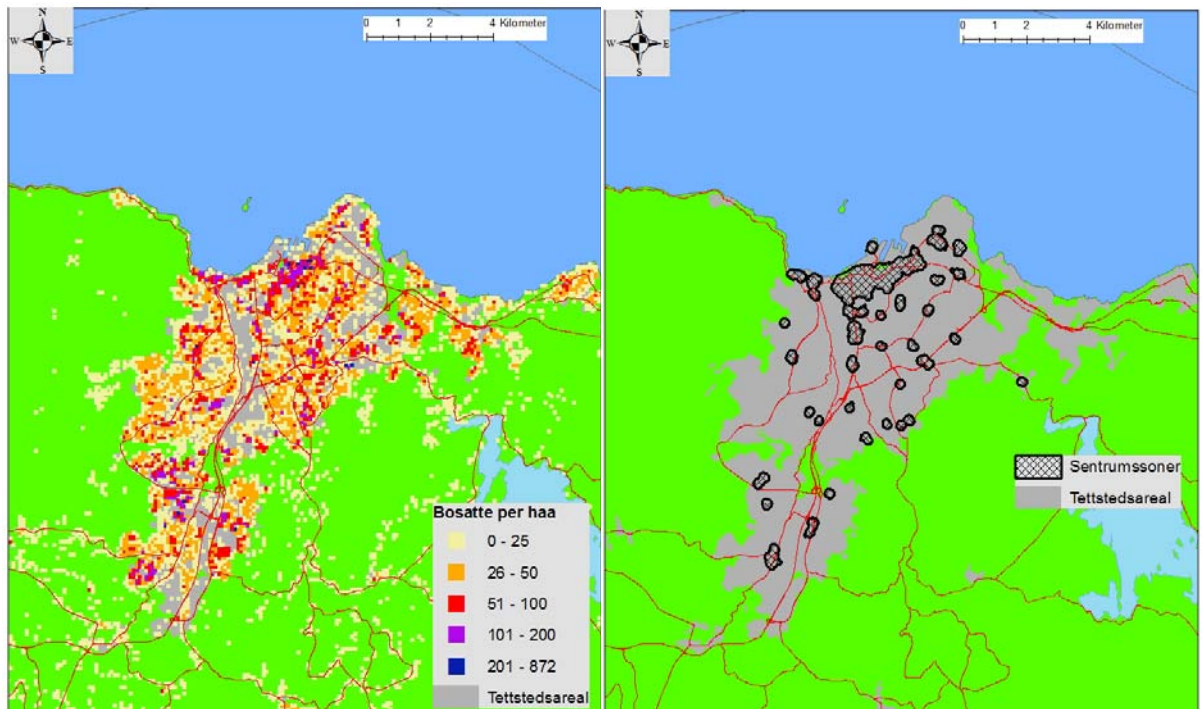 N
W E
S
0 1 2 4 Kilometer
Bosatte per haa
0 - 25
26 - 50
51 - 100
101 - 200
201 - 872
Tettstedsareal
N
W E
S
0 1 2 4 Kilometer
Sentrumssoner
Tettstedsareal